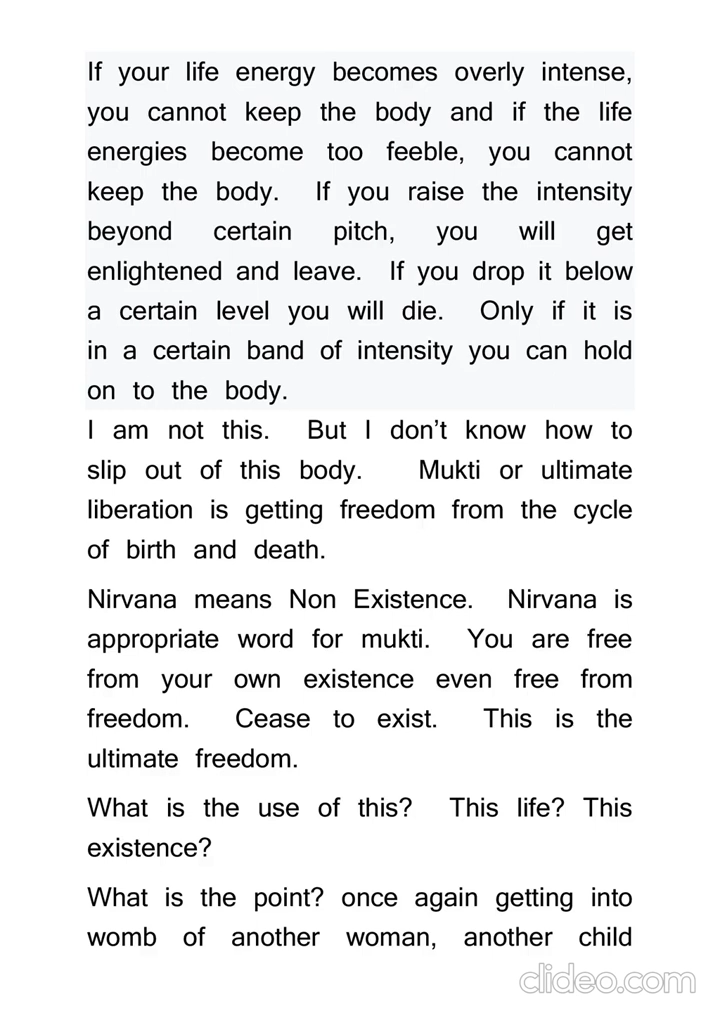 If your life energy becomes overly intense,
you cannot keep the body and if the life
energies become too feeble, you cannot
keep the body. If you raise the intensity
beyond certain pitch, you will get
enlightened and leave. If you drop it below
a certain level you will die. Only if it is
in a certain band of intensity you can hold
on to the body.
I am not this. But I don’t know how to
slip out of this body. Mukti or ultimate
liberation is getting freedom from the cycle
of birth and death.
Nirvana means Non Existence. Nirvana is
appropriate word for mukti. You are free
from your own existence even free from
freedom. Cease to exist. This is the
ultimate freedom.
What is the use of this? This life? This
existence?
What is the point? once again getting into
womb of another woman, another child
clideo.com